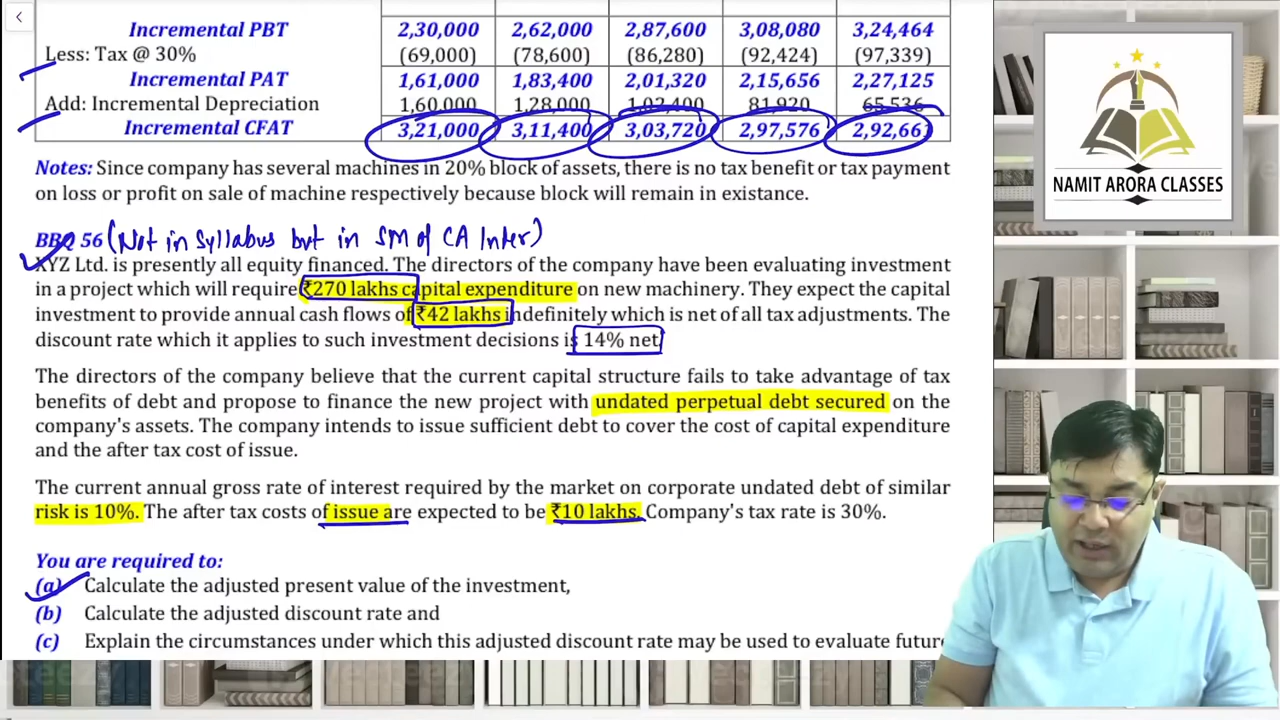 Incremental PBT 2,30,000 2,62,000 2,87,600 3,08,080 3,24,464
Less: Tax @ 30% (69,000) (78,600) (86,280) (92,424) (97,339)
Incremental PAT 1,61,000 1,83,400 2,01,320 2,15,656 2,27,125
Add: Incremental Depreciation 1,60,000 1,28,000 1,02,400 81,920 65,536
Incremental CFAT 3,21,000 3,11,400 3,03,720 2,97,576 2,92,661
Notes: Since company has several machines in 20% block of assets, there is no tax benefit or tax payment
on loss or profit on sale of machine respectively because block will remain in existance.
BBQ 56 (Not in Syllabus but in SM of CA Inter)
XYZ Ltd. is presently all equity financed. The directors of the company have been evaluating investment
in a project which will require ₹270 lakhs capital expenditure on new machinery. They expect the capital
investment to provide annual cash flows of ₹42 lakhs indefinitely which is net of all tax adjustments. The
discount rate which it applies to such investment decisions is 14% net.
The directors of the company believe that the current capital structure fails to take advantage of tax
benefits of debt and propose to finance the new project with undated perpetual debt secured on the
company's assets. The company intends to issue sufficient debt to cover the cost of capital expenditure
and the after tax cost of issue.
The current annual gross rate of interest required by the market on corporate undated debt of similar
risk is 10%. The after tax costs of issue are expected to be ₹10 lakhs. Company's tax rate is 30%.
You are required to:
(a) Calculate the adjusted present value of the investment,
(b) Calculate the adjusted discount rate and
(c) Explain the circumstances under which this adjusted discount rate may be used to evaluate future
NAMIT ARORA CLASSES